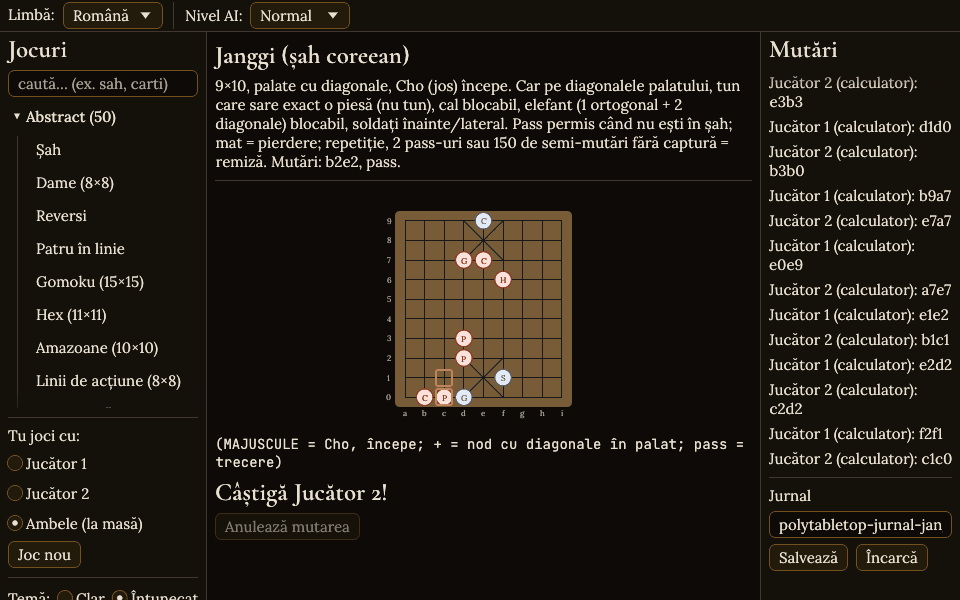 Limbă: Română ▼ Nivel AI: Normal ▼
Jocuri
caută... (ex. sah, carti)
▾ Abstract (50)
Șah
Dame (8×8)
Reversi
Patru în linie
Gomoku (15×15)
Hex (11×11)
Amazoane (10×10)
Linii de acțiune (8×8)
Tu joci cu:
Jucător 1
Jucător 2
Ambele (la masă)
Joc nou
Temă: Clar Întunecat
Janggi (șah coreean)
9×10, palate cu diagonale, Cho (jos) începe. Car pe diagonalele palatului, tun
care sare exact o piesă (nu tun), cal blocabil, elefant (1 ortogonal + 2
diagonale) blocabil, soldați înainte/lateral. Pass permis când nu ești în șah;
mat = pierdere; repetiție, 2 pass-uri sau 150 de semi-mutări fără captură =
remiză. Mutări: b2e2, pass.
9 C
8
7 G C
6 H
5
4
3 P
2 P
1 S
0 C P G
a b c d e f g h i
(MAJUSCULE = Cho, începe; + = nod cu diagonale în palat; pass =
trecere)
Câștigă Jucător 2!
Anulează mutarea
Mutări
Jucător 2 (calculator):
e3b3
Jucător 1 (calculator): d1d0
Jucător 2 (calculator):
b3b0
Jucător 1 (calculator): b9a7
Jucător 2 (calculator): e7a7
Jucător 1 (calculator):
e0e9
Jucător 2 (calculator): a7e7
Jucător 1 (calculator): e1e2
Jucător 2 (calculator): b1c1
Jucător 1 (calculator): e2d2
Jucător 2 (calculator):
c2d2
Jucător 1 (calculator): f2f1
Jucător 2 (calculator): c1c0
Jurnal
polytabletop-jurnal-jan
Salvează Încarcă